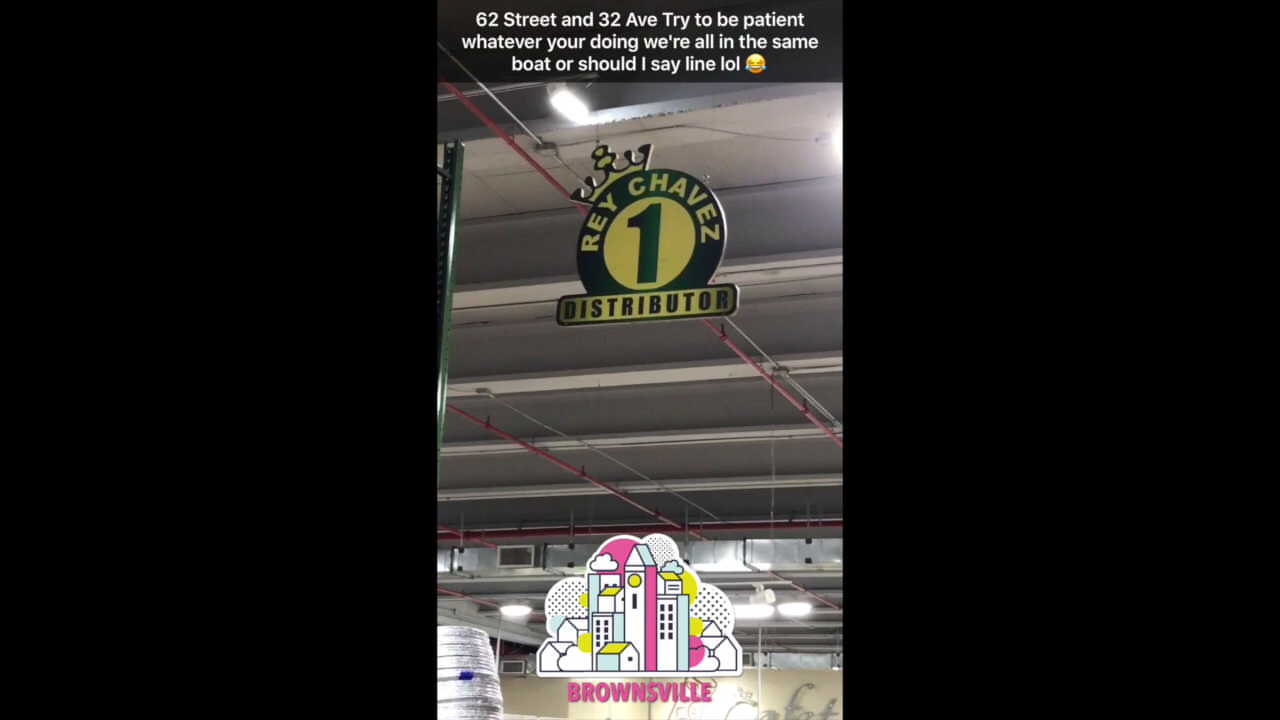 62 Street and 32 Ave Try to be patient
whatever your doing we're all in the same
boat or should I say line lol 😂
REY CHAVEZ
1
DISTRIBUTOR
BROWNSVILLE